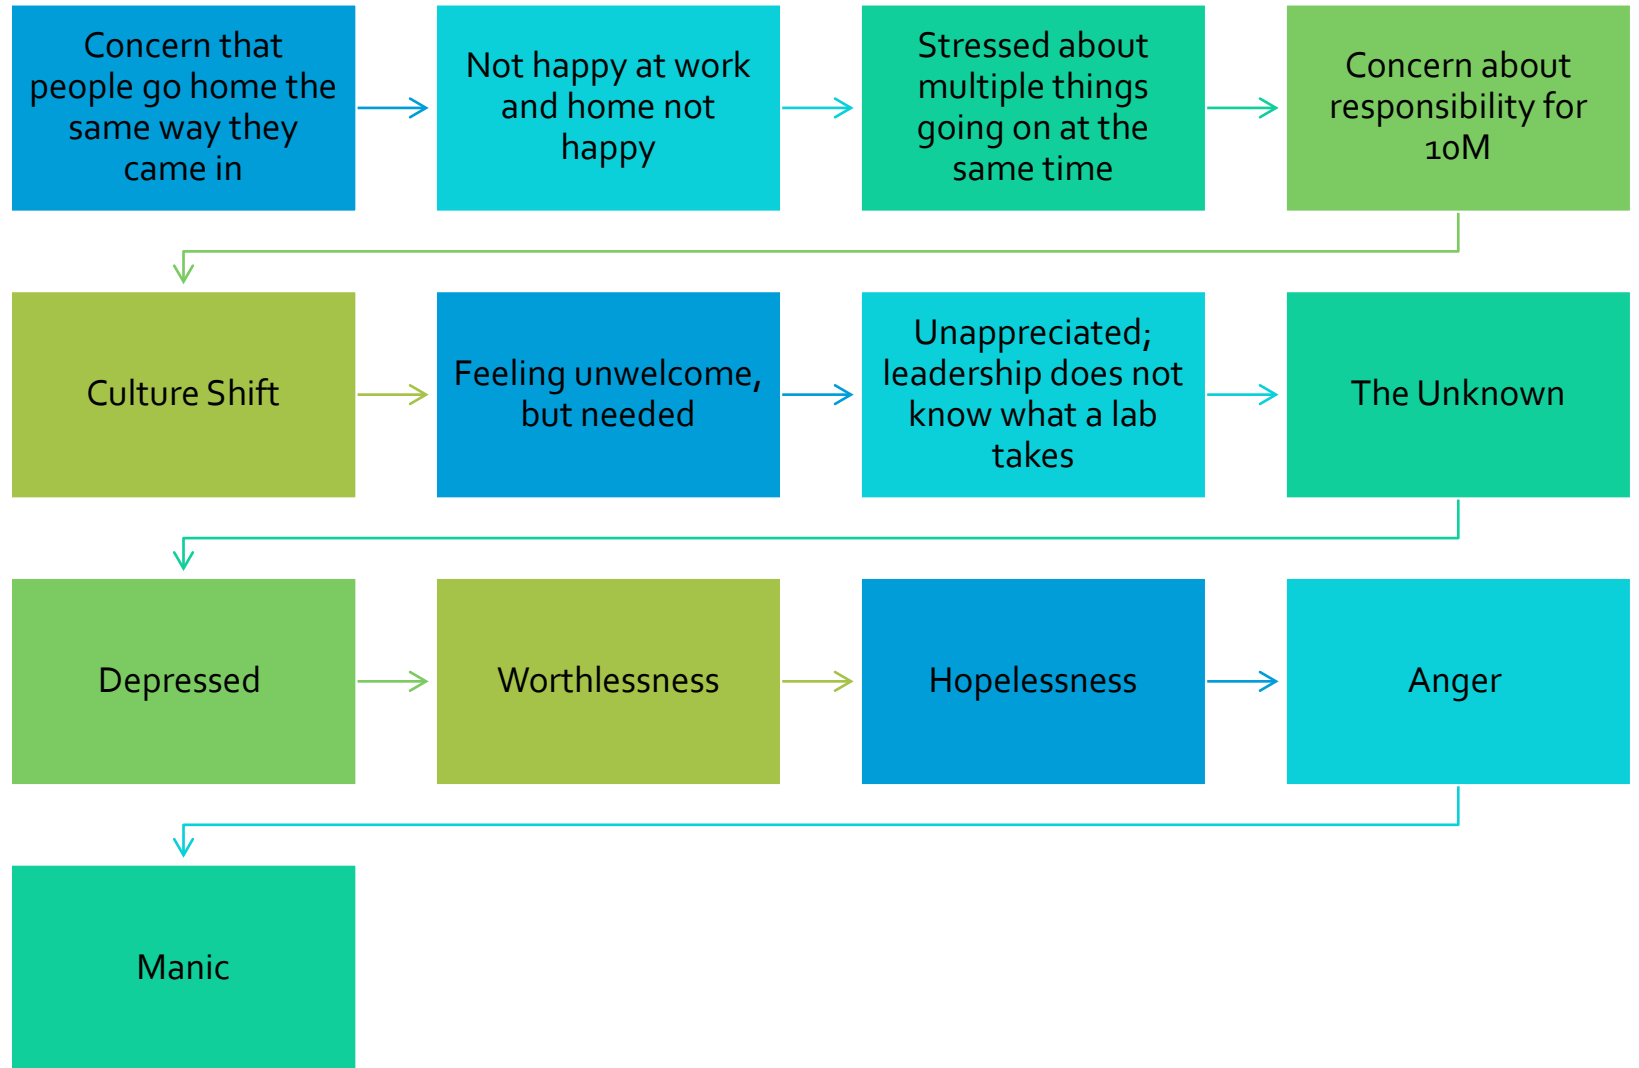 Concern that
people go home the
same way they
came in
Not happy at work
and home not
happy
Stressed about
multiple things
going on at the
same time
Concern about
responsibility for
10M
Culture Shift
Feeling unwelcome,
but needed
Unappreciated;
leadership does not
know what a lab
takes
The Unknown
Depressed
Worthlessness
Hopelessness
Anger
Manic